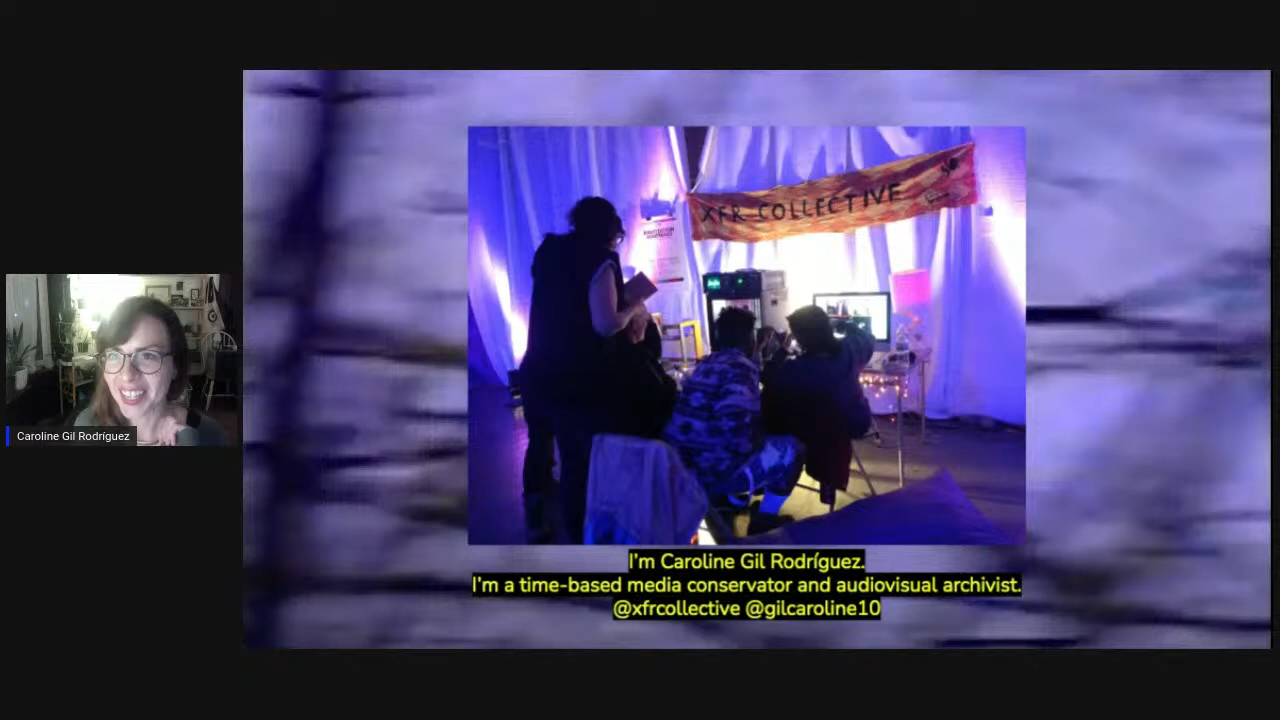 XFR COLLECTIVE
Caroline Gil Rodríguez
I'm Caroline Gil Rodríguez.
I'm a time-based media conservator and audiovisual archivist.
@xfrcollective @gilcaroline10